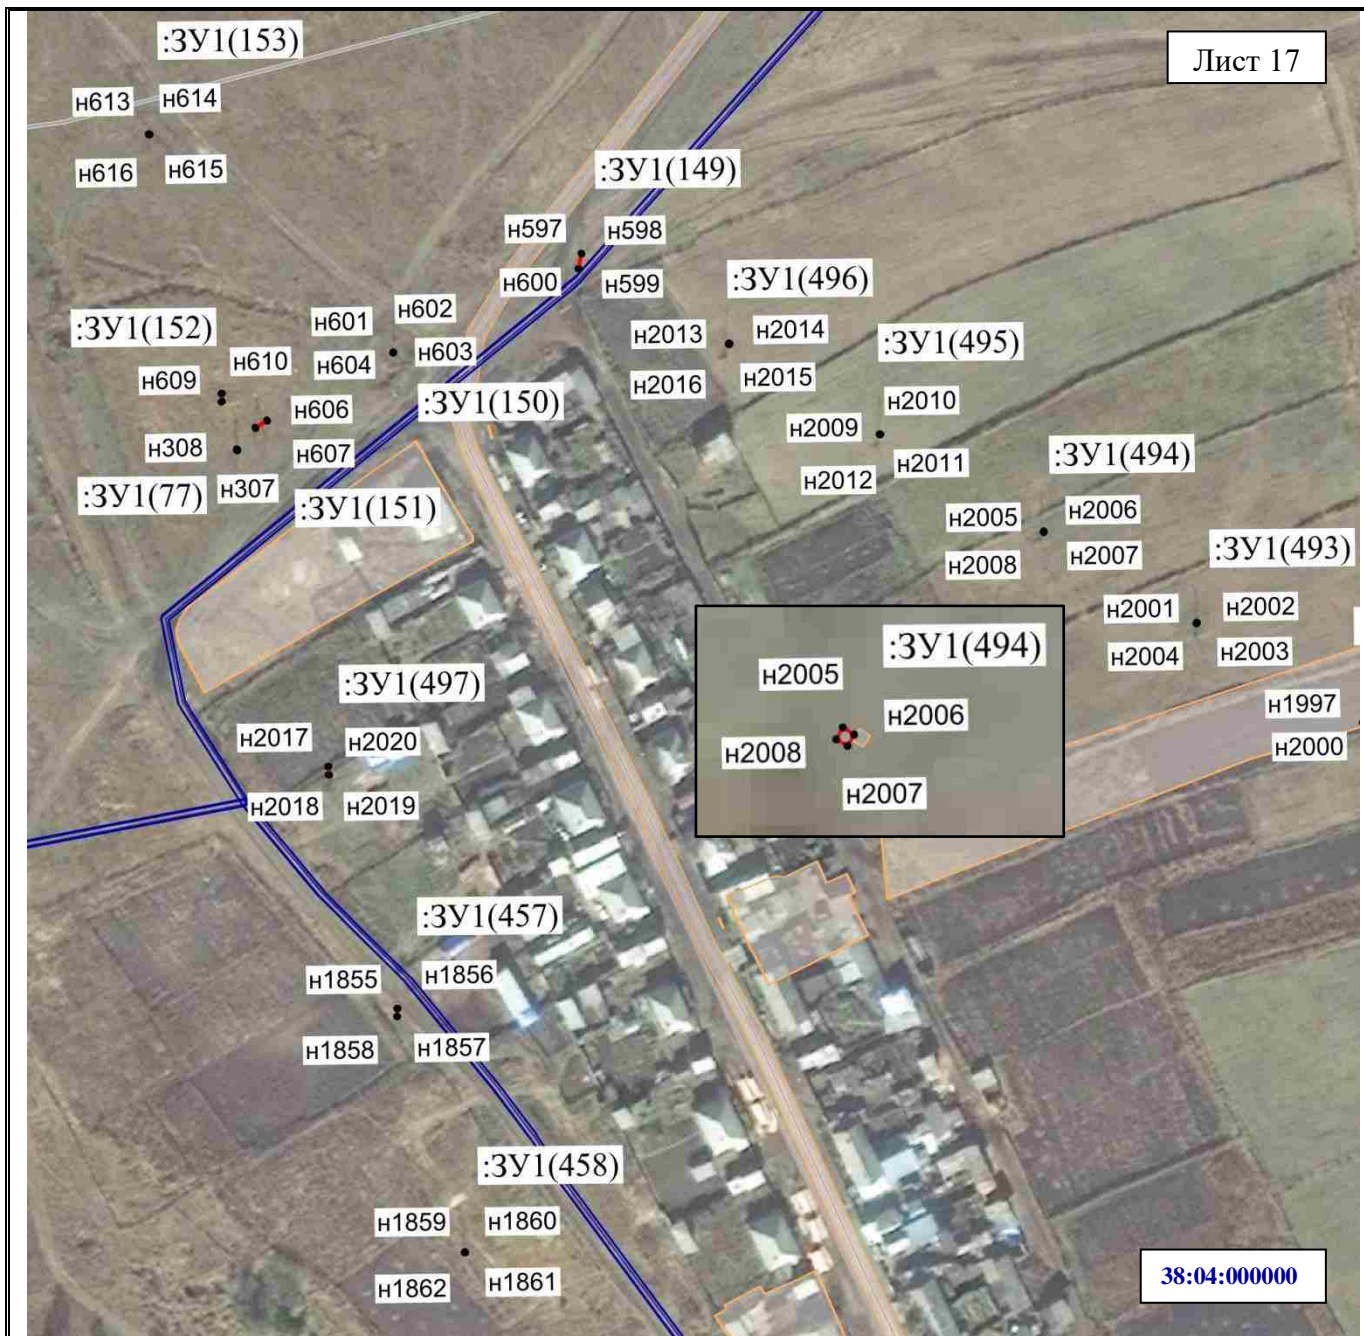 :ЗУ1(153)
Лист 17
н613
н614
н616
н615
:ЗУ1(149)
н597
н598
н600
н599
:ЗУ1(496)
:ЗУ1(152)
н601
н602
н2013
н2014
:ЗУ1(495)
н610
н604
н603
н609
н2016
н2015
:ЗУ1(150)
н606
н2010
н2009
н308
н607
н2012
н2011
:ЗУ1(494)
:ЗУ1(77)
н307
:ЗУ1(151)
н2005
н2006
н2008
н2007
:ЗУ1(493)
н2001
н2002
н2004
н2003
:ЗУ1(494)
н2005
н2006
н2008
н2007
:ЗУ1(497)
н1997
н2000
н2017
н2020
н2018
н2019
:ЗУ1(457)
н1855
н1856
н1858
н1857
:ЗУ1(458)
н1859
н1860
н1862
н1861
38:04:000000